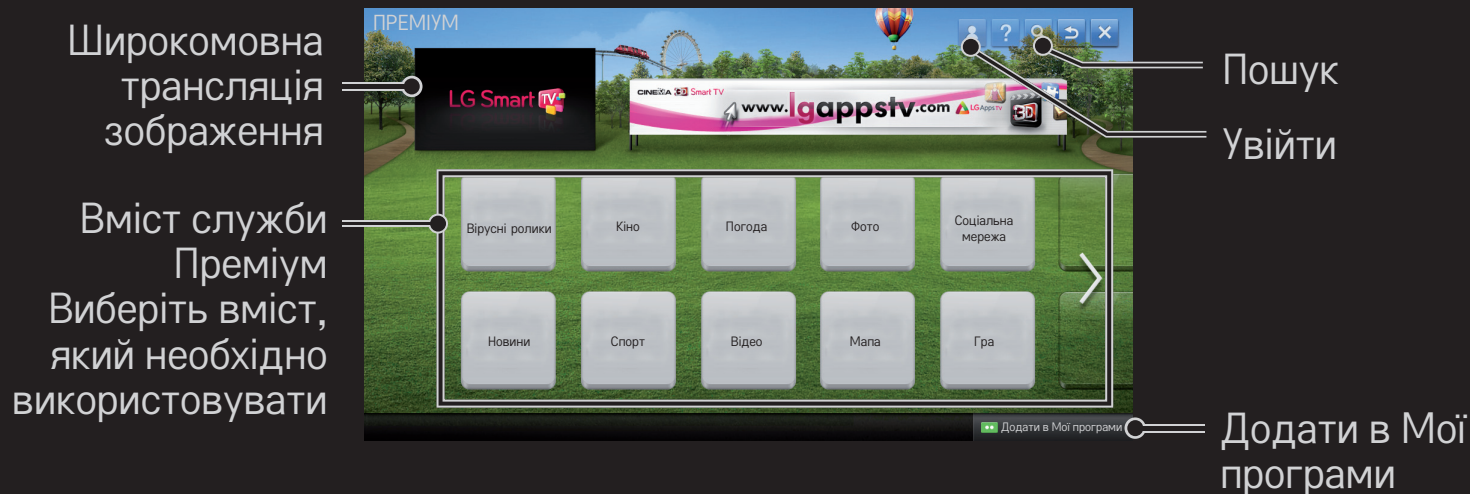 Широкомовна
трансляція
зображення
Вміст служби
Преміум
Виберіть вміст,
який необхідно
використовувати
ПРЕМІУМ
?
LG Smart TV
CINEMA 3D Smart TV
www.lgappstv.com
LG Apps TV
3D
Вірусні ролики
Кіно
Погода
Фото
Соціальна
мережа
Новини
Спорт
Відео
Мапа
Гра
Додати в Мої програми
Пошук
Увійти
Додати в Мої
програми